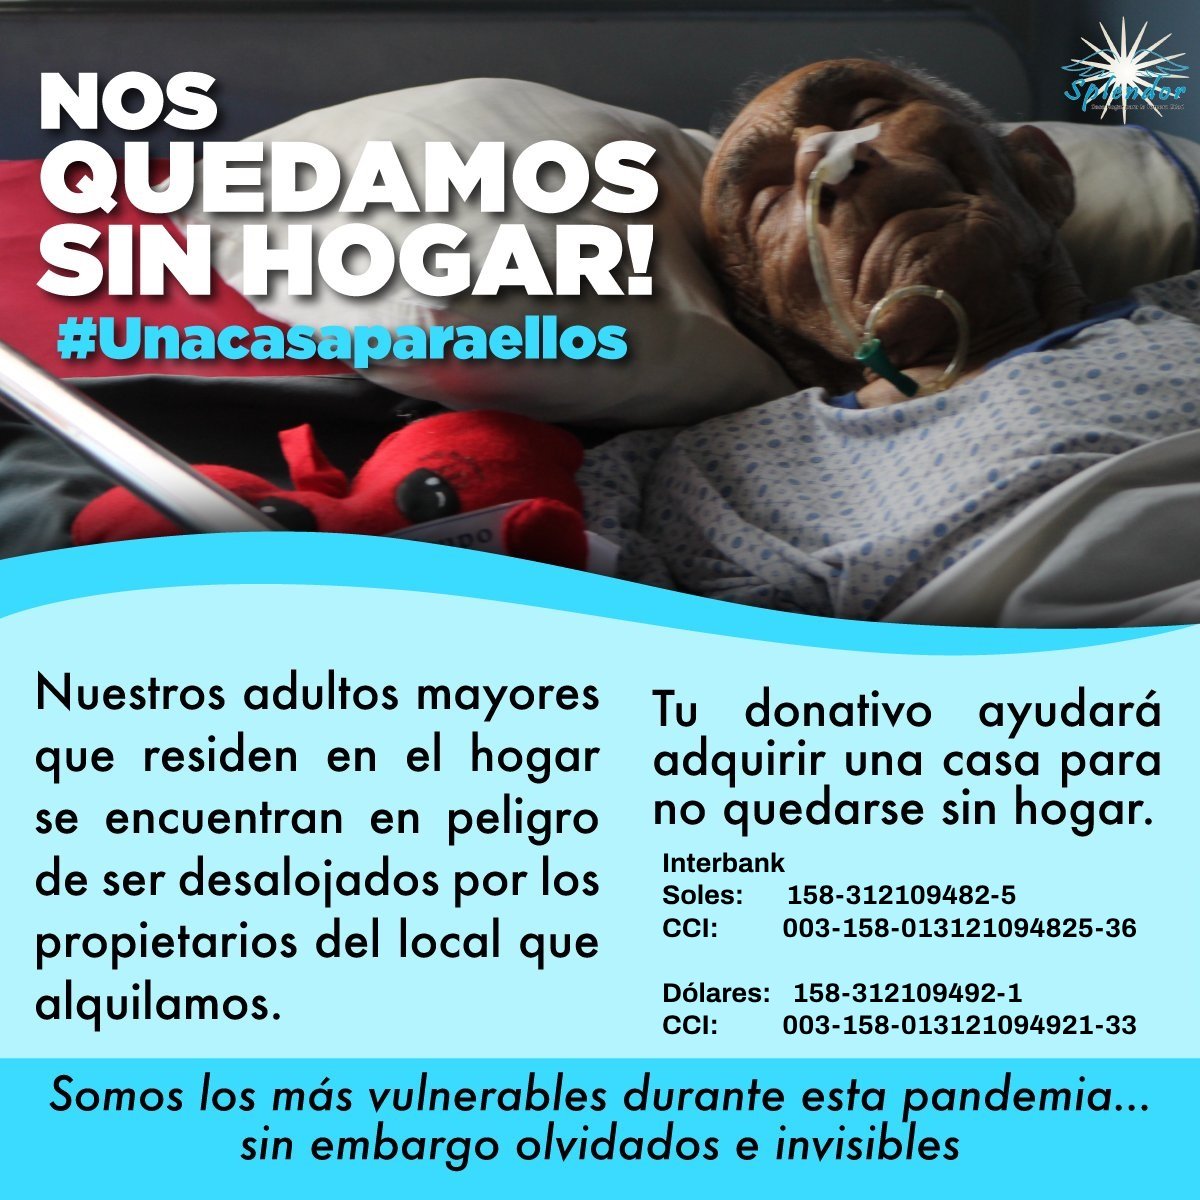 NOS
QUEDAMOS
SIN HOGAR!
#Unacasaparaellos
Splendor
Nuestros adultos mayores
que residen en el hogar
se encuentran en peligro
de ser desalojados por los
propietarios del local que
alquilamos.
Tu donativo ayudará
adquirir una casa para
no quedarse sin hogar.
Interbank
Soles: 158-312109482-5
CCI: 003-158-013121094825-36
Dólares: 158-312109492-1
CCI: 003-158-013121094921-33
Somos los más vulnerables durante esta pandemia...
sin embargo olvidados e invisibles